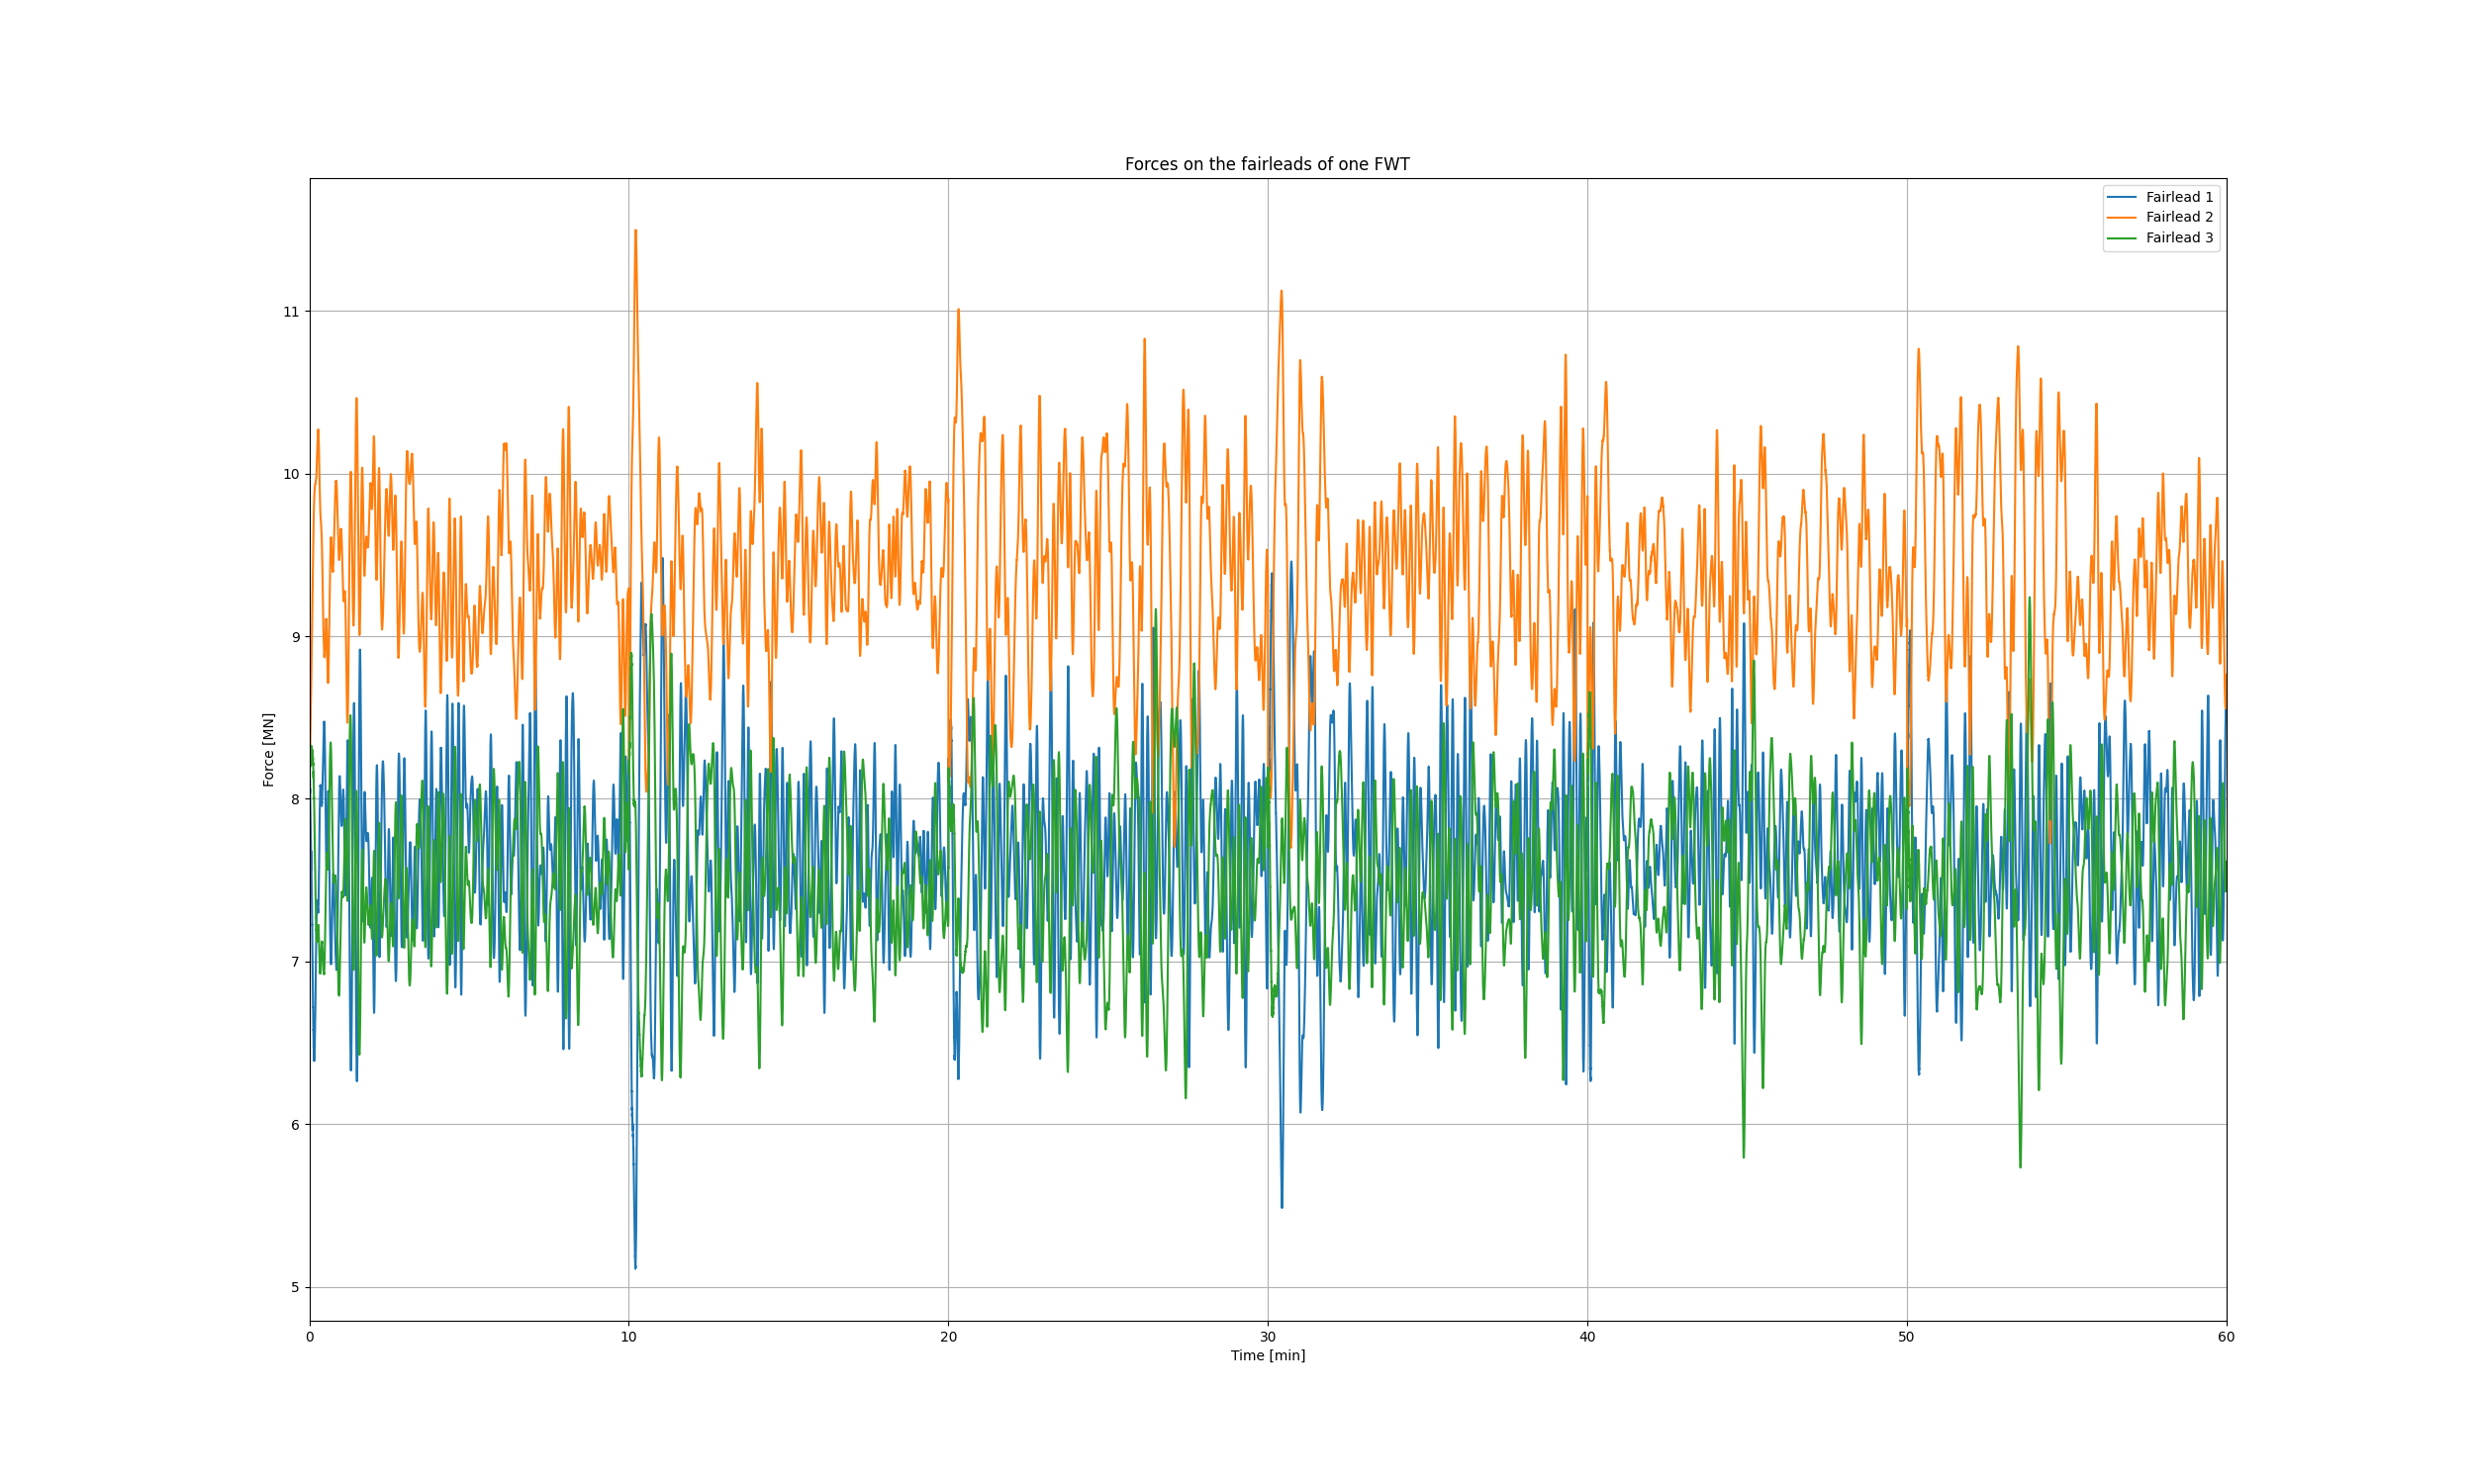 Forces on the fairleads of one FWT
Fairlead 1
Fairlead 2
Fairlead 3
Force [MN]
11
10
9
8
7
6
5
0 10 20 30 40 50 60
Time [min]